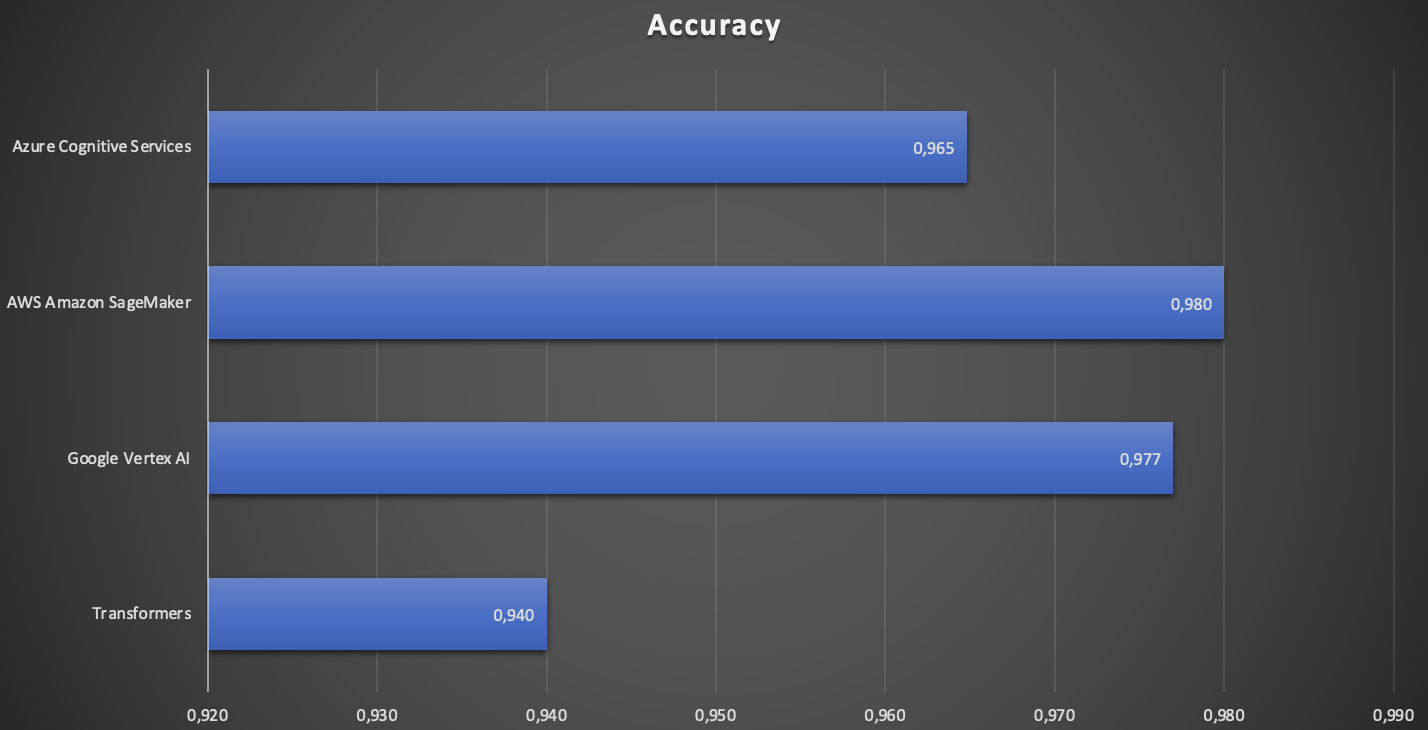 Accuracy
Azure Cognitive Services
0,965
AWS Amazon SageMaker
0,980
Google Vertex AI
0,977
Transformers
0,940
0,920 0,930 0,940 0,950 0,960 0,970 0,980 0,990